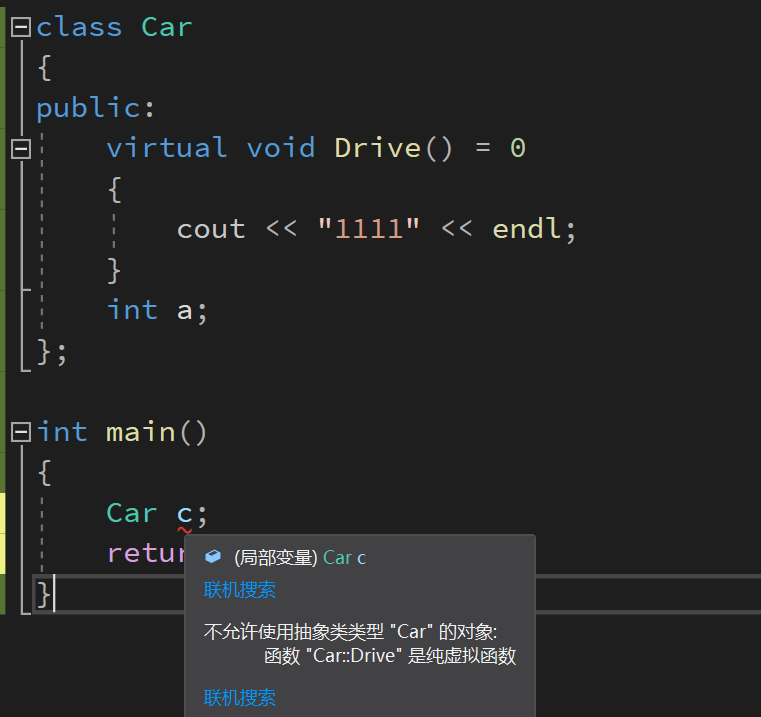 class Car
{
public:
    virtual void Drive() = 0
    {
        cout << "1111" << endl;
    }
    int a;
};
int main()
{
    Car c;
    retur
}
(局部变量) Car c
联机搜索
不允许使用抽象类类型 "Car" 的对象:
函数 "Car::Drive" 是纯虚拟函数
联机搜索